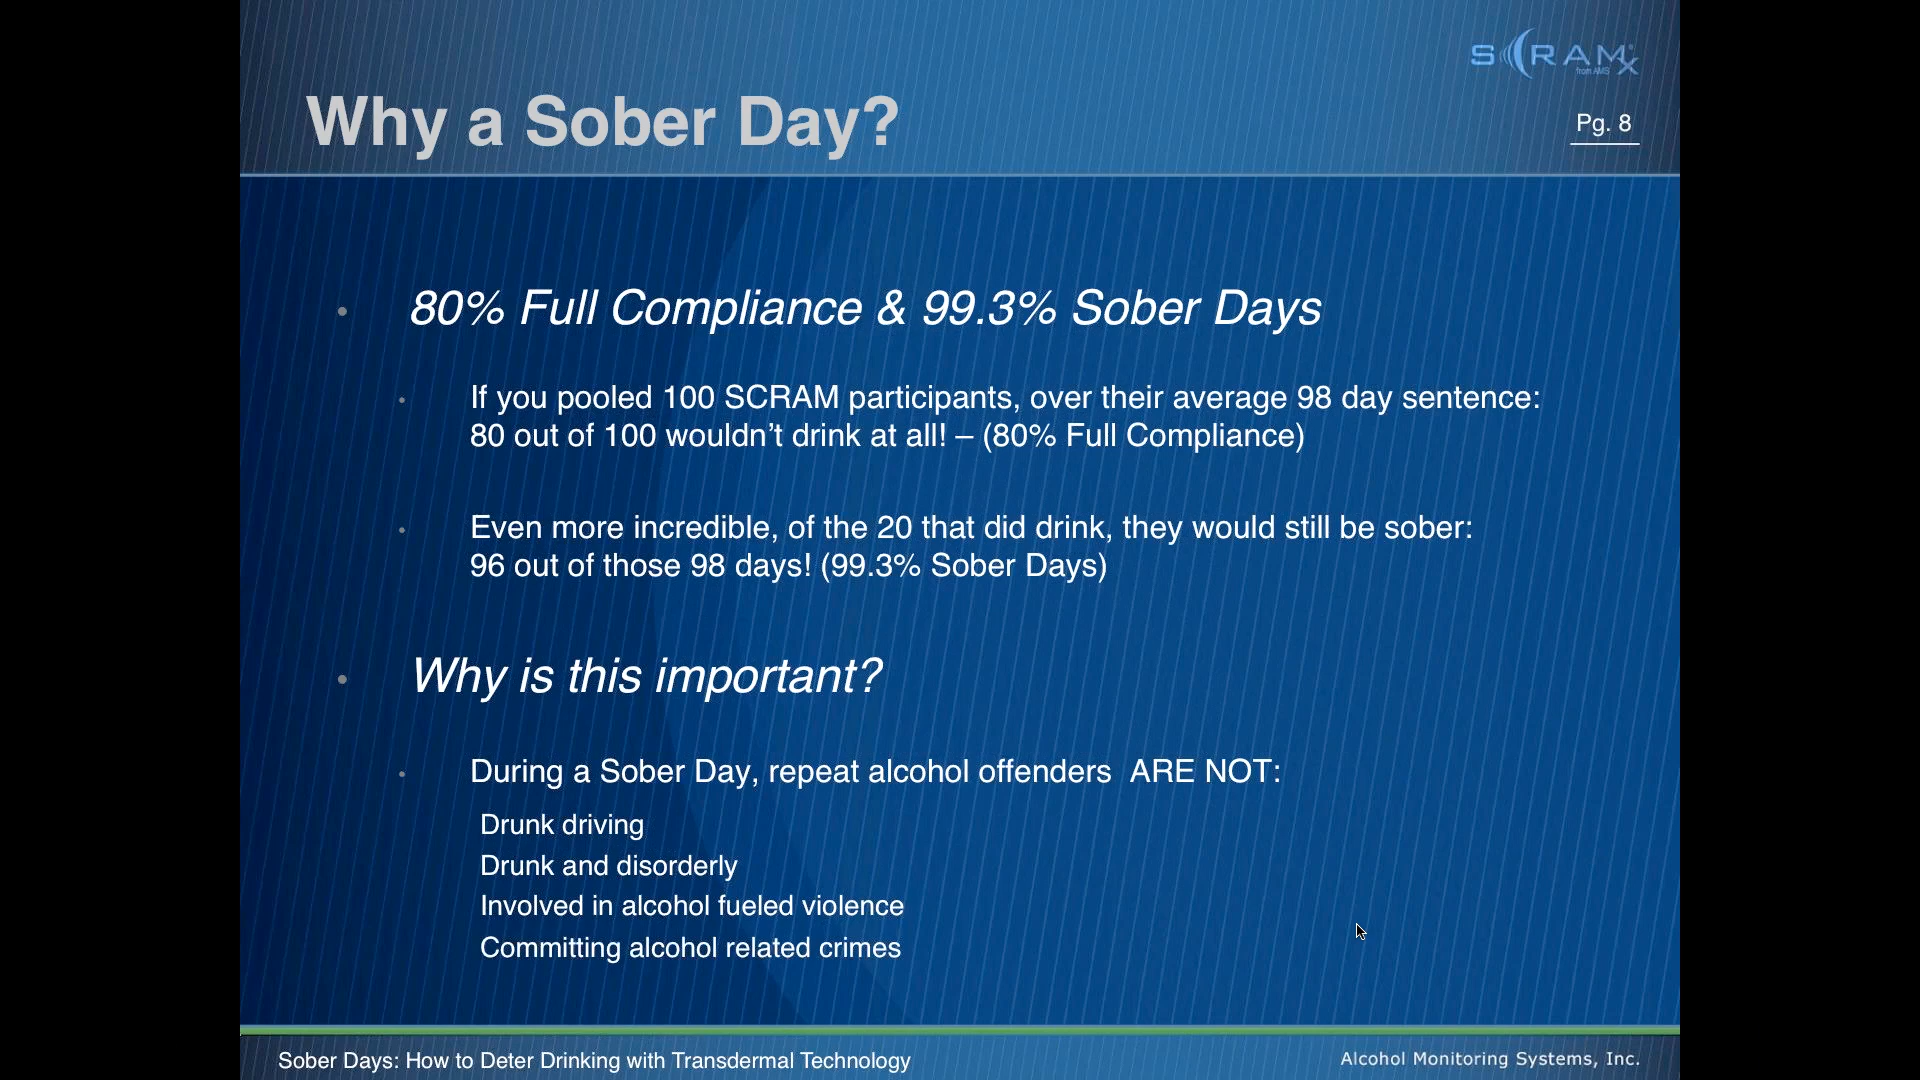 SCRAMx
from AMS
Why a Sober Day?
Pg. 8
80% Full Compliance & 99.3% Sober Days
If you pooled 100 SCRAM participants, over their average 98 day sentence:
80 out of 100 wouldn’t drink at all! – (80% Full Compliance)
Even more incredible, of the 20 that did drink, they would still be sober:
96 out of those 98 days! (99.3% Sober Days)
Why is this important?
During a Sober Day, repeat alcohol offenders  ARE NOT:
Drunk driving
Drunk and disorderly
Involved in alcohol fueled violence
Committing alcohol related crimes
Sober Days: How to Deter Drinking with Transdermal Technology
Alcohol Monitoring Systems, Inc.